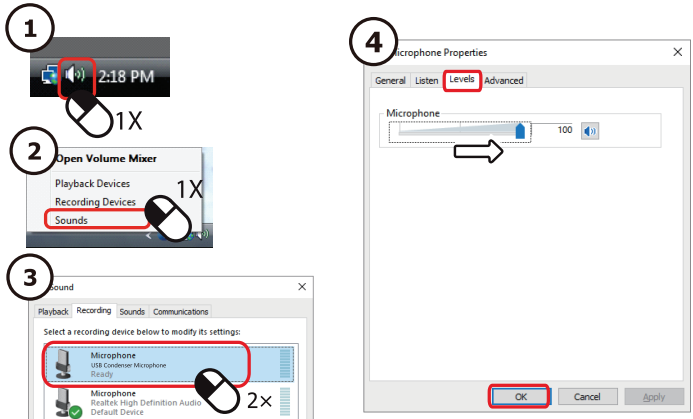 1
2:18 PM
1X
2
Open Volume Mixer
Playback Devices
Recording Devices
Sounds
1X
3
Sound
Playback Recording Sounds Communications
Select a recording device below to modify its settings:
Microphone
USB Condenser Microphone
Ready
Microphone
Realtek High Definition Audio
Default Device
2×
4
Microphone Properties
General Listen Levels Advanced
Microphone
100
OK Cancel Apply